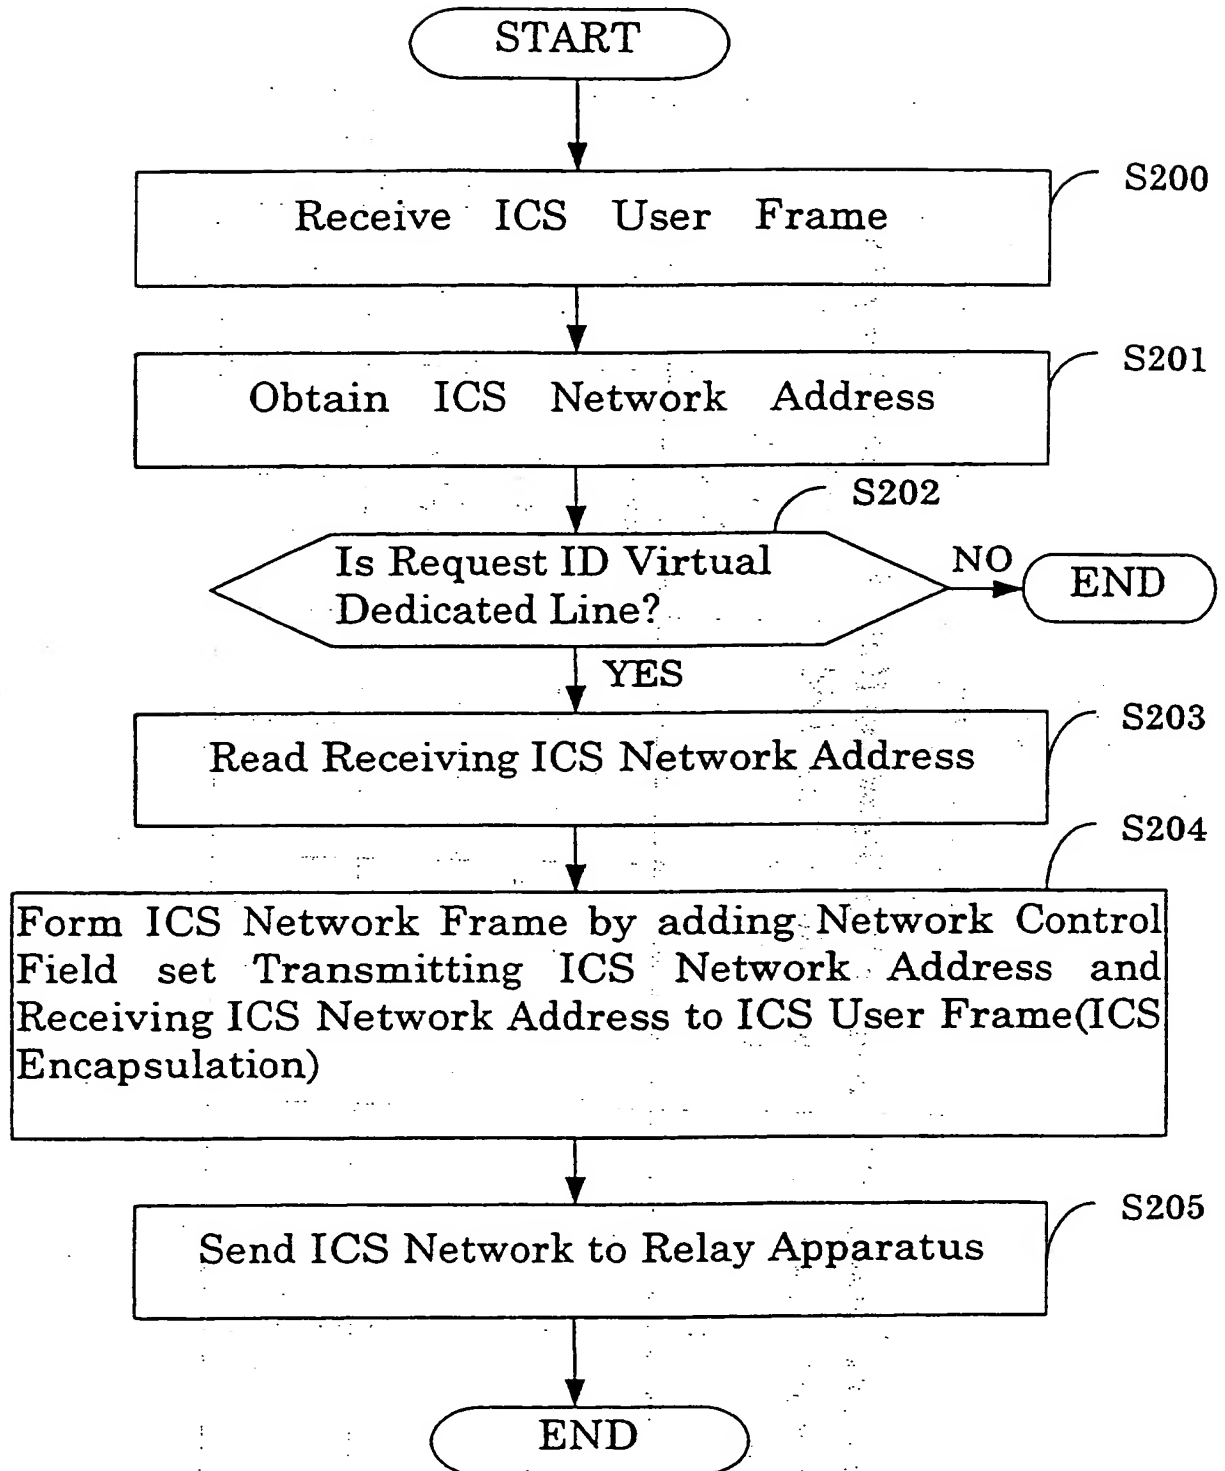 START
S200
Receive ICS User Frame
S201
Obtain ICS Network Address
S202
Is Request ID Virtual
Dedicated Line?
NO
END
YES
S203
Read Receiving ICS Network Address
S204
Form ICS Network Frame by adding Network Control
Field set Transmitting ICS Network Address and
Receiving ICS Network Address to ICS User Frame(ICS
Encapsulation)
S205
Send ICS Network to Relay Apparatus
END